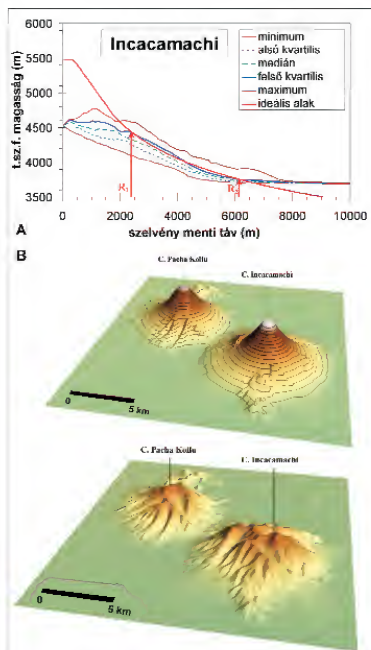 Incacamachi
minimum
alsó kvartilis
medián
felső kvartilis
maximum
ideális alak
t.sz.f. magasság (m)
6000
5500
5000
4500
4000
3500
R₁
R₂
0 2000 4000 6000 8000 10000
A
szelvény menti táv (m)
B
C. Pacha Kollu
C. Incacamachi
0 5 km
C. Pacha Kollu
C. Incacamachi
0 5 km